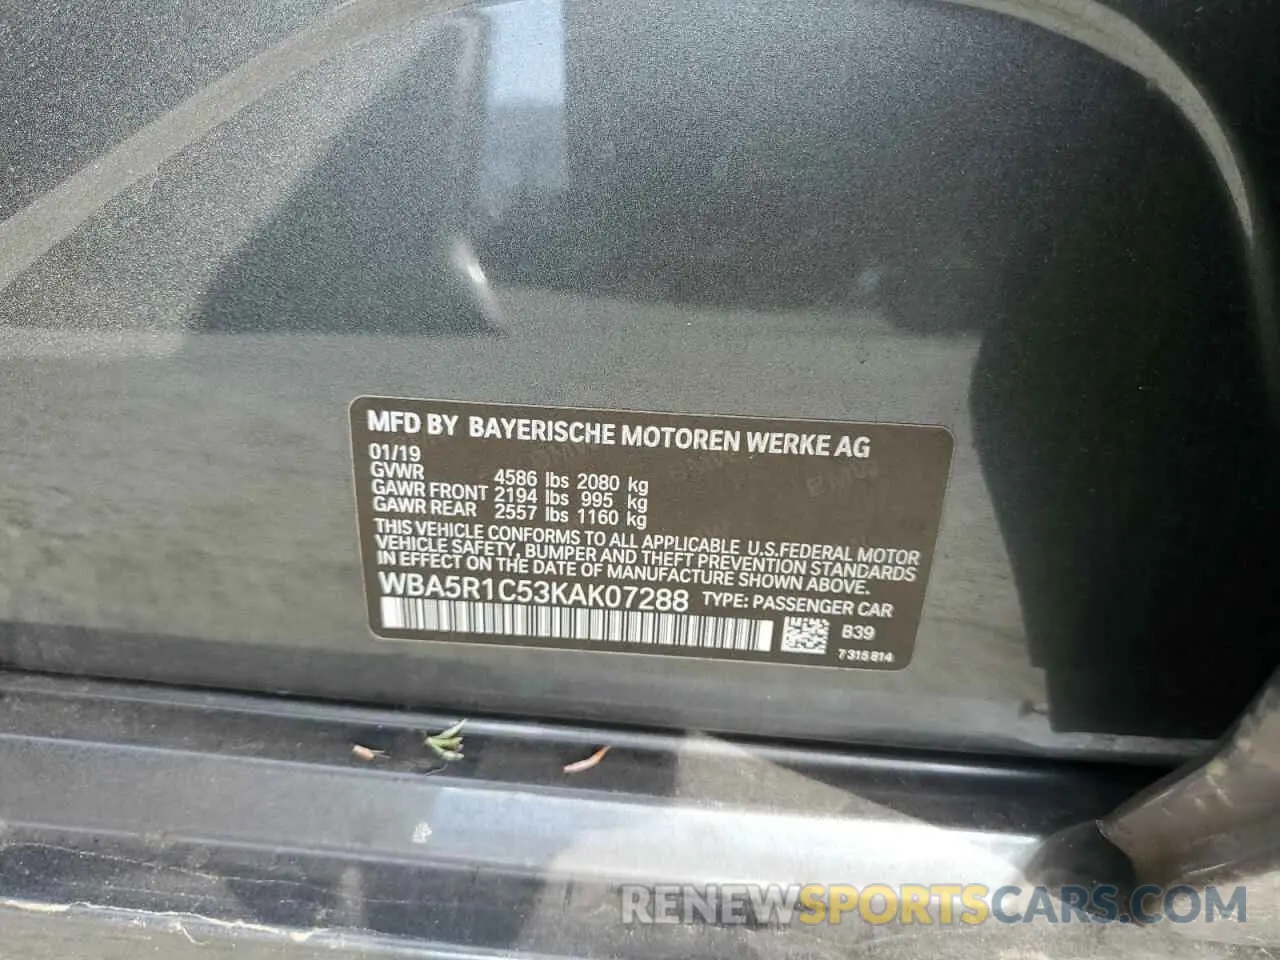 MFD BY BAYERISCHE MOTOREN WERKE AG
01/19
GVWR 4586 lbs 2080 kg
GAWR FRONT 2194 lbs 995 kg
GAWR REAR 2557 lbs 1160 kg
THIS VEHICLE CONFORMS TO ALL APPLICABLE U.S.FEDERAL MOTOR
VEHICLE SAFETY, BUMPER AND THEFT PREVENTION STANDARDS
IN EFFECT ON THE DATE OF MANUFACTURE SHOWN ABOVE.
WBA5R1C53KAK07288 TYPE: PASSENGER CAR
B39
7 315 814
RENEWSPORTSCARS.COM